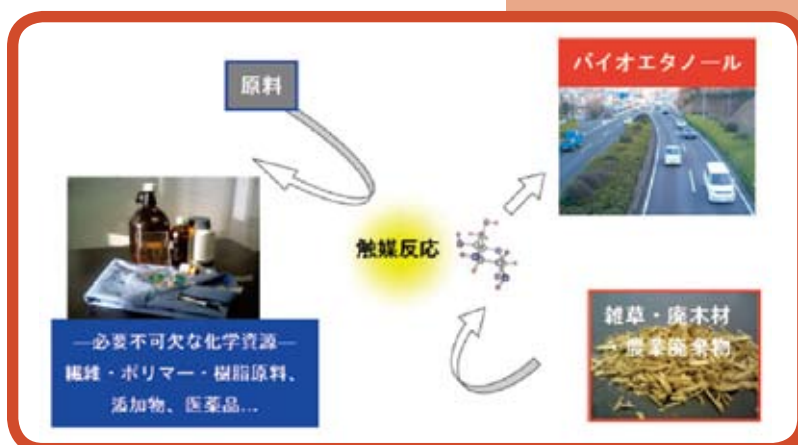 原料
バイオエタノール
触媒反応
雑草・廃木材
・農業廃棄物
―必要不可欠な化学資源―
繊維・ポリマー・樹脂原料、
添加物、医薬品...